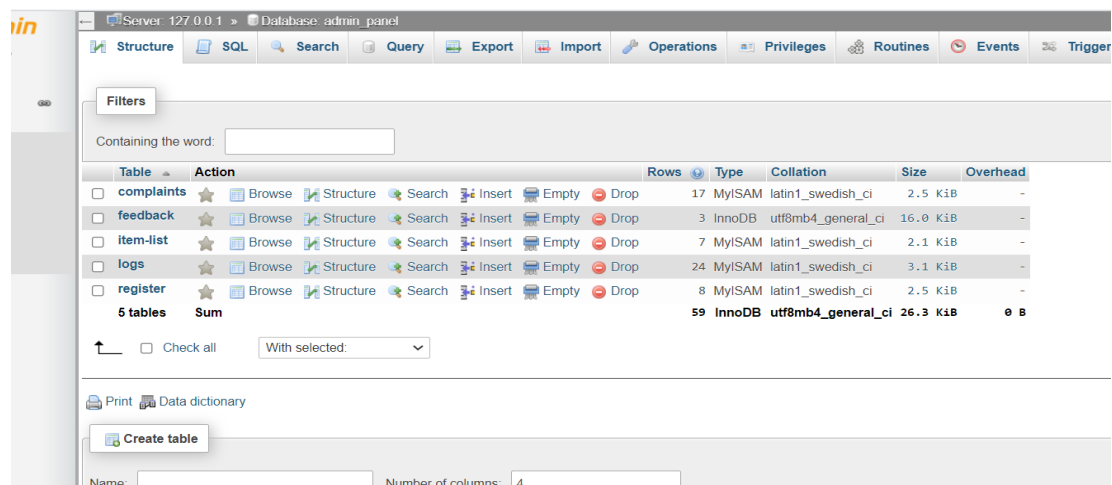 Server: 127.0.0.1 » Database: admin_panel
Structure SQL Search Query Export Import Operations Privileges Routines Events Trigger
Filters
Containing the word:
Table Action Rows Type Collation Size Overhead
complaints Browse Structure Search Insert Empty Drop 17 MyISAM latin1_swedish_ci 2.5 KiB -
feedback Browse Structure Search Insert Empty Drop 3 InnoDB utf8mb4_general_ci 16.0 KiB -
item-list Browse Structure Search Insert Empty Drop 7 MyISAM latin1_swedish_ci 2.1 KiB -
logs Browse Structure Search Insert Empty Drop 24 MyISAM latin1_swedish_ci 3.1 KiB -
register Browse Structure Search Insert Empty Drop 8 MyISAM latin1_swedish_ci 2.5 KiB -
5 tables Sum 59 InnoDB utf8mb4_general_ci 26.3 KiB 0 B
Check all With selected:
Print Data dictionary
Create table
Name: Number of columns: 4